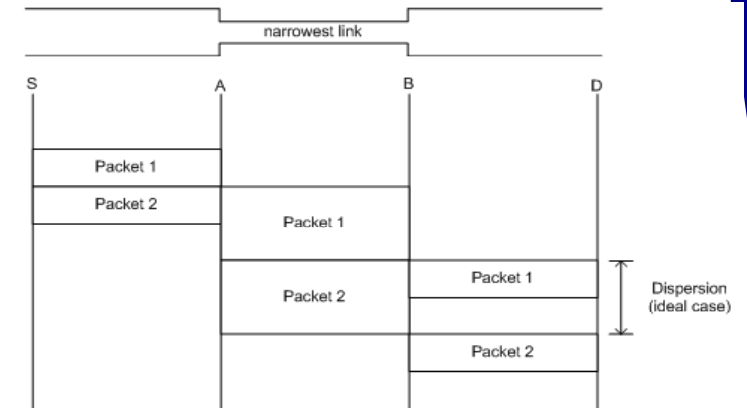 narrowest link
S
A
B
D
Packet 1
Packet 2
Packet 1
Packet 2
Packet 1
Packet 2
Dispersion
(ideal case)